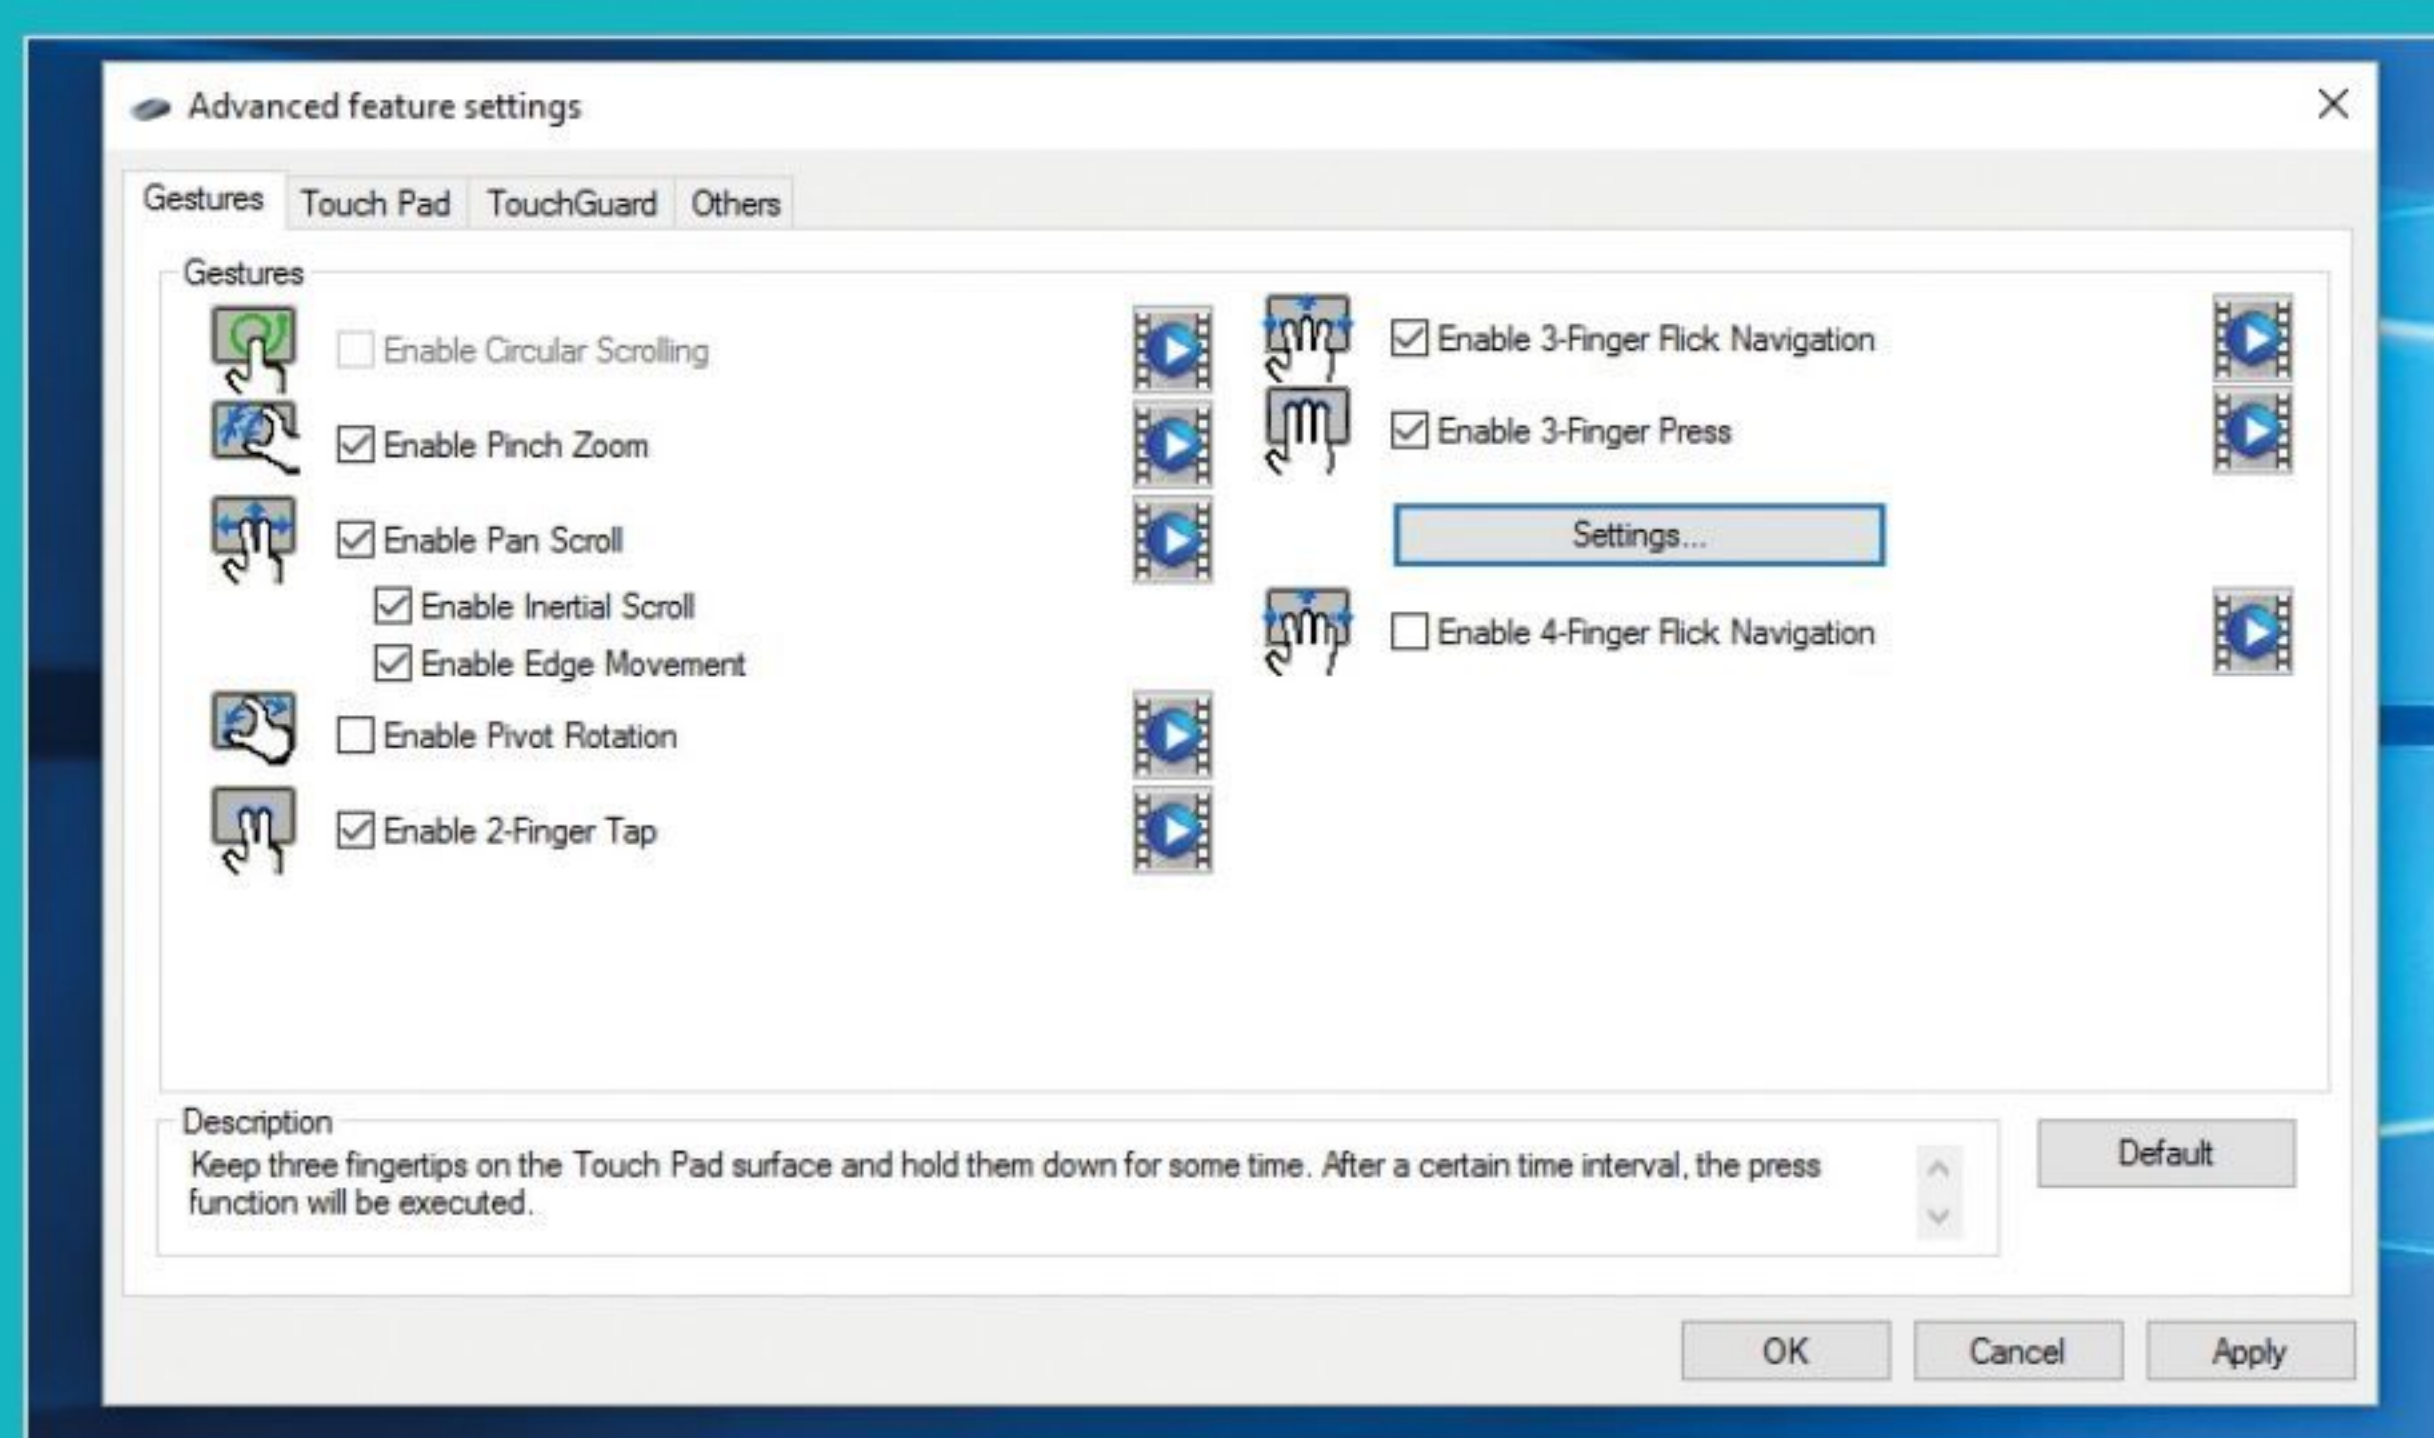 Advanced feature settings
Gestures
Touch Pad
TouchGuard
Others
Gestures
Enable Circular Scrolling
Enable Pinch Zoom
Enable Pan Scroll
Enable Inertial Scroll
Enable Edge Movement
Enable Pivot Rotation
Enable 2-Finger Tap
Enable 3-Finger Flick Navigation
Enable 3-Finger Press
Settings...
Enable 4-Finger Flick Navigation
Description
Keep three fingertips on the Touch Pad surface and hold them down for some time. After a certain time interval, the press
function will be executed.
Default
OK
Cancel
Apply